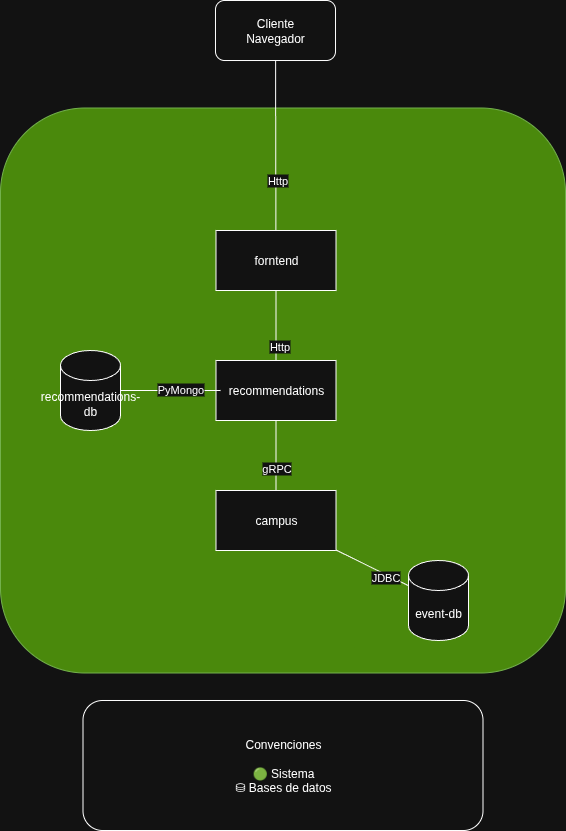 Cliente
Navegador
Http
forntend
Http
recommendations-
db
PyMongo
recommendations
gRPC
campus
JDBC
event-db
Convenciones
🟢 Sistema
⛁ Bases de datos